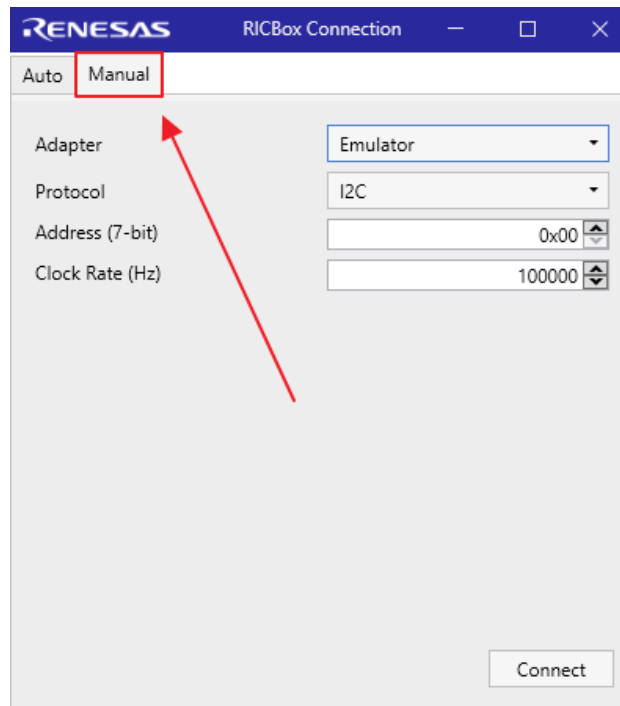 RENESAS RICBox Connection
Auto Manual
Adapter Emulator
Protocol I2C
Address (7-bit) 0x00
Clock Rate (Hz) 100000
Connect